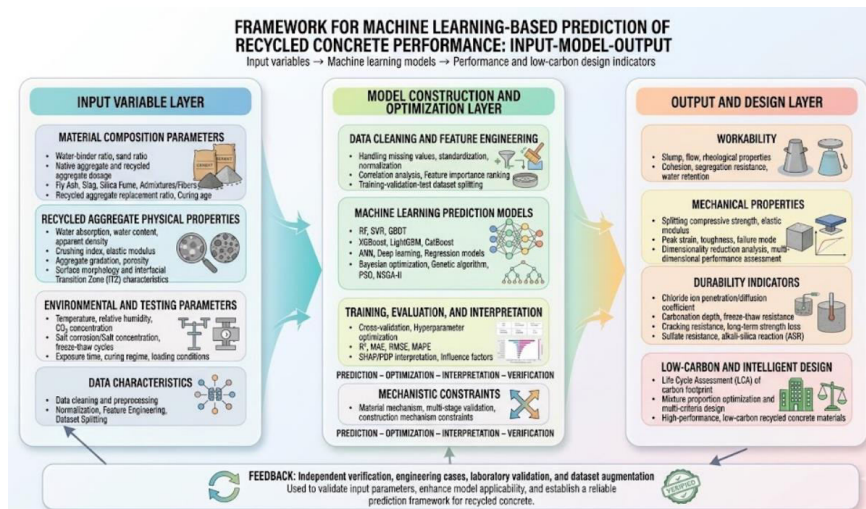 FRAMEWORK FOR MACHINE LEARNING-BASED PREDICTION OF
RECYCLED CONCRETE PERFORMANCE: INPUT-MODEL-OUTPUT
Input variables → Machine learning models → Performance and low-carbon design indicators
INPUT VARIABLE LAYER
MATERIAL COMPOSITION PARAMETERS
• Water-binder ratio, sand ratio
• Native aggregate and recycled
aggregate dosage
• Fly Ash, Slag, Silica Fume, Admixtures/Fibers
• Recycled aggregate replacement ratio, Curing age
RECYCLED AGGREGATE PHYSICAL PROPERTIES
• Water absorption, water content,
apparent density
• Crushing index, elastic modulus
• Aggregate gradation, porosity
• Surface morphology and interfacial
Transition Zone (ITZ) characteristics
ENVIRONMENTAL AND TESTING PARAMETERS
• Temperature, relative humidity,
CO₂ concentration
• Salt corrosion/Salt concentration,
freeze-thaw cycles
• Exposure time, curing regime, loading conditions
DATA CHARACTERISTICS
• Data cleaning and preprocessing
• Normalization, Feature Engineering,
Dataset Splitting
MODEL CONSTRUCTION AND
OPTIMIZATION LAYER
DATA CLEANING AND FEATURE ENGINEERING
• Handling missing values, standardization,
normalization
• Correlation analysis, Feature importance ranking
• Training-validation-test dataset splitting
MACHINE LEARNING PREDICTION MODELS
• RF, SVR, GBDT
• XGBoost, LightGBM, CatBoost
• ANN, Deep learning, Regression models
• Bayesian optimization, Genetic algorithm,
PSO, NSGA-II
TRAINING, EVALUATION, AND INTERPRETATION
• Cross-validation, Hyperparameter
optimization
• R², MAE, RMSE, MAPE
• SHAP/PDP interpretation, Influence factors
PREDICTION – OPTIMIZATION – INTERPRETATION – VERIFICATION
MECHANISTIC CONSTRAINTS
• Material mechanism, multi-stage validation,
construction mechanism constraints
PREDICTION – OPTIMIZATION – INTERPRETATION – VERIFICATION
OUTPUT AND DESIGN LAYER
WORKABILITY
• Slump, flow, rheological properties
• Cohesion, segregation resistance,
water retention
MECHANICAL PROPERTIES
• Splitting compressive strength, elastic
modulus
• Peak strain, toughness, failure mode
• Dimensionality reduction analysis, multi-
dimensional performance assessment
DURABILITY INDICATORS
• Chloride ion penetration/diffusion
coefficient
• Carbonation depth, freeze-thaw resistance
• Cracking resistance, long-term strength loss
• Sulfate resistance, alkali-silica reaction (ASR)
LOW-CARBON AND INTELLIGENT DESIGN
• Life Cycle Assessment (LCA) of
carbon footprint
• Mixture proportion optimization and
multi-criteria design
• High-performance, low-carbon recycled concrete materials
FEEDBACK: Independent verification, engineering cases, laboratory validation, and dataset augmentation
Used to validate input parameters, enhance model applicability, and establish a reliable
prediction framework for recycled concrete.